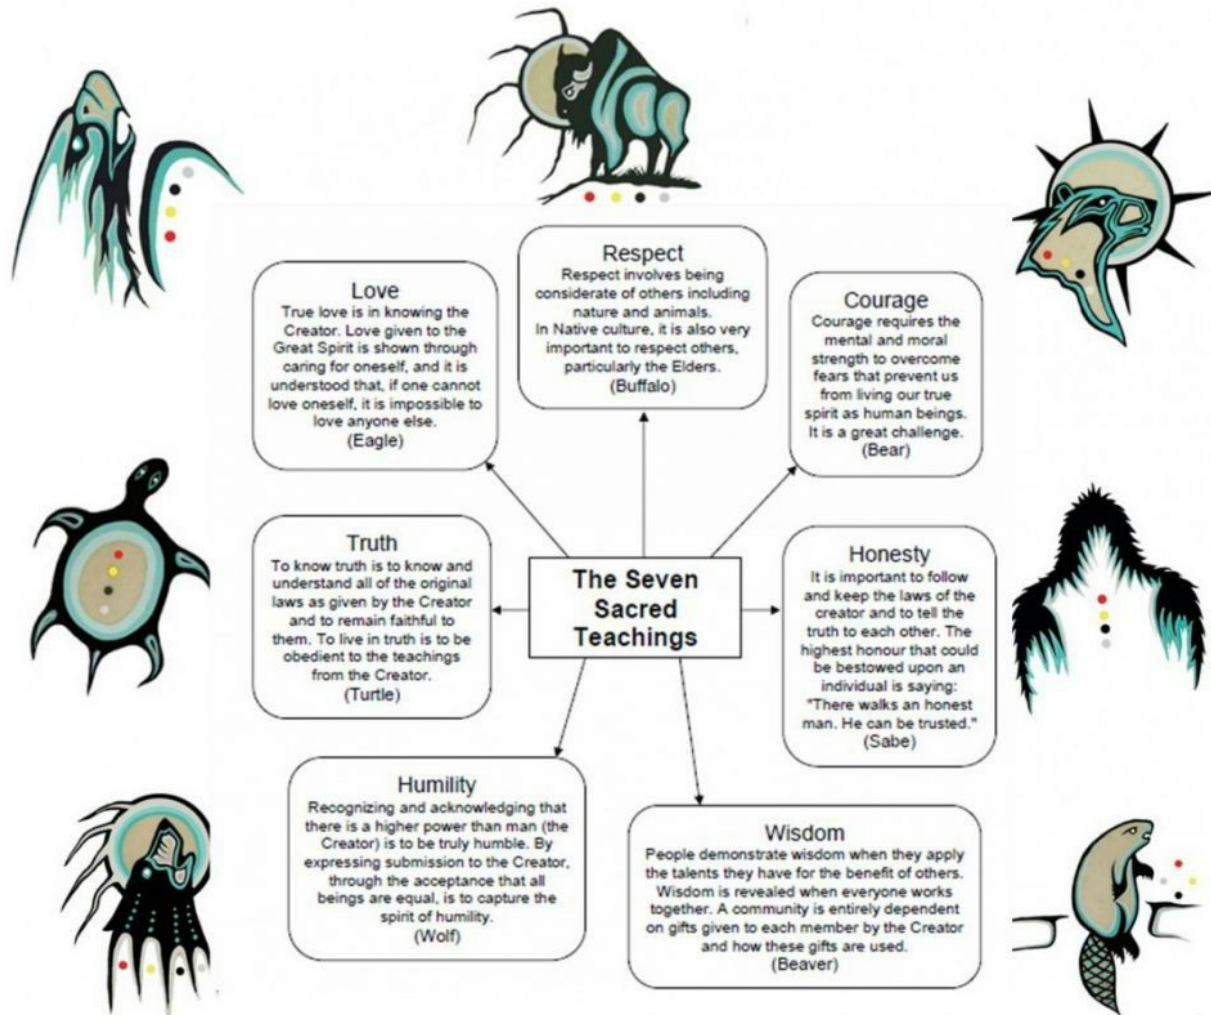 Respect
Respect involves being
considerate of others including
nature and animals.
In Native culture, it is also very
important to respect others,
particularly the Elders.
(Buffalo)
Love
True love is in knowing the
Creator. Love given to the
Great Spirit is shown through
caring for oneself, and it is
understood that, if one cannot
love oneself, it is impossible to
love anyone else.
(Eagle)
Courage
Courage requires the
mental and moral
strength to overcome
fears that prevent us
from living our true
spirit as human beings.
It is a great challenge.
(Bear)
Truth
To know truth is to know and
understand all of the original
laws as given by the Creator
and to remain faithful to
them. To live in truth is to be
obedient to the teachings
from the Creator.
(Turtle)
The Seven
Sacred
Teachings
Honesty
It is important to follow
and keep the laws of the
creator and to tell the
truth to each other. The
highest honour that could
be bestowed upon an
individual is saying:
"There walks an honest
man. He can be trusted."
(Sabe)
Humility
Recognizing and acknowledging that
there is a higher power than man (the
Creator) is to be truly humble. By
expressing submission to the Creator,
through the acceptance that all
beings are equal, is to capture the
spirit of humility.
(Wolf)
Wisdom
People demonstrate wisdom when they apply
the talents they have for the benefit of others.
Wisdom is revealed when everyone works
together. A community is entirely dependent
on gifts given to each member by the Creator
and how these gifts are used.
(Beaver)